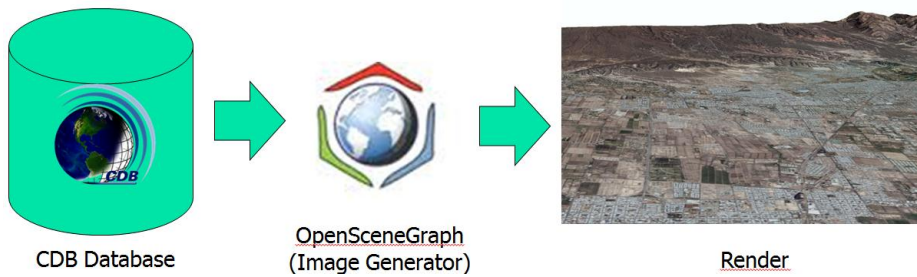 CDB
CDB Database
OpenSceneGraph
(Image Generator)
Render